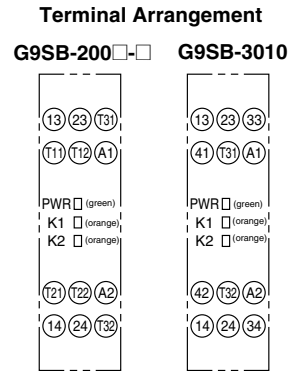 Terminal Arrangement
G9SB-200□-□ G9SB-3010
13 23 T31 13 23 33
T11 T12 A1 41 T31 A1
PWR (green) PWR (green)
K1 (orange) K1 (orange)
K2 (orange) K2 (orange)
T21 T22 A2 42 T32 A2
14 24 T32 14 24 34